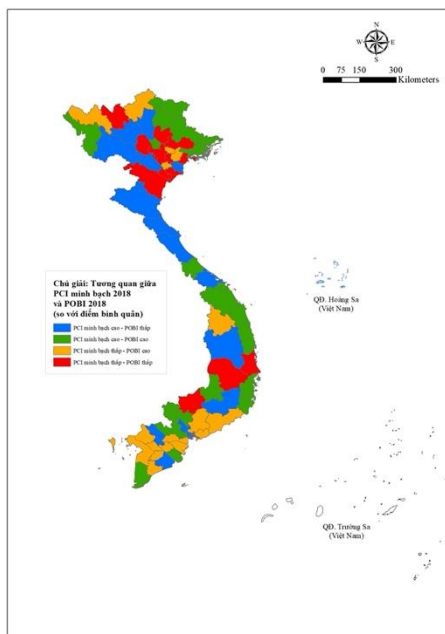 N
W E
S
0 75 150 300
Kilometers
QĐ. Hoàng Sa
(Việt Nam)
Chú giải: Tương quan giữa
PCI minh bạch 2018
và POBI 2018
(so với điểm bình quân)
PCI minh bạch cao - POBI thấp
PCI minh bạch cao - POBI cao
PCI minh bạch thấp - POBI cao
PCI minh bạch thấp - POBI thấp
QĐ. Trường Sa
(Việt Nam)